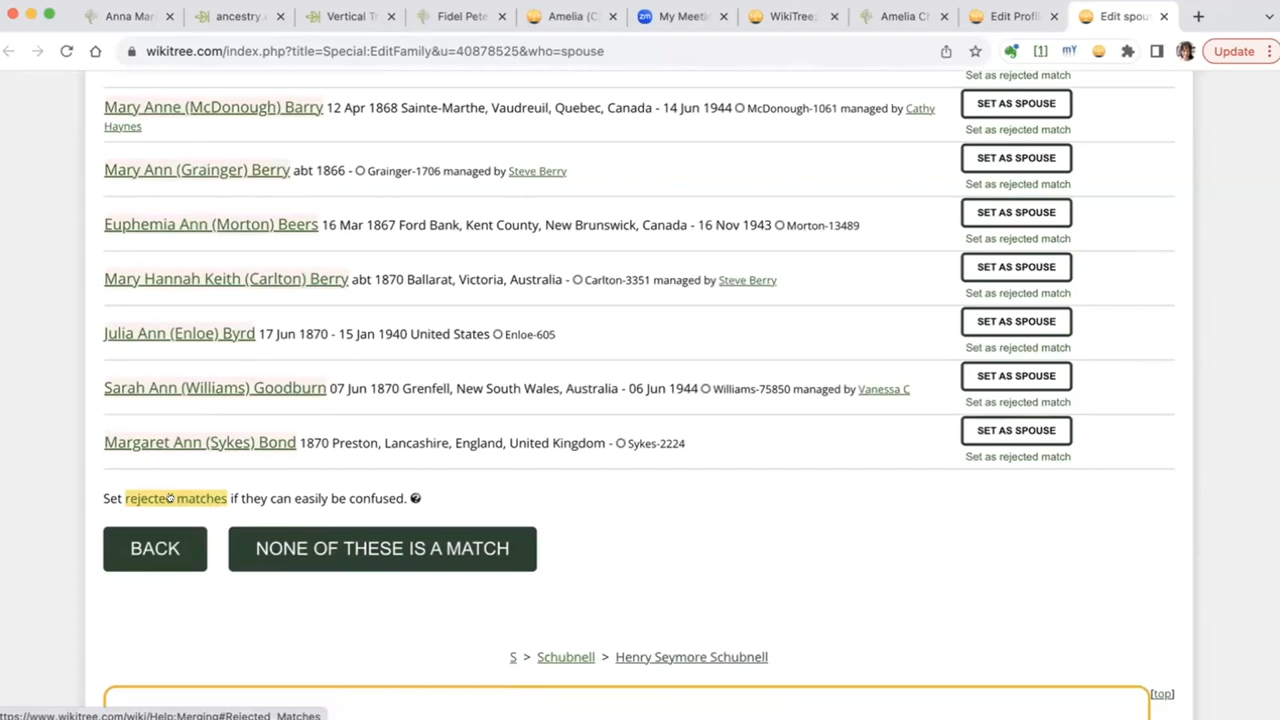 Anna Ma
ancestry.
Vertical T
Fidel Pete
Amelia (C
My Meeti
WikiTree:
Amelia C
Edit Profi
Edit spou
wikitree.com/index.php?title=Special:EditFamily&u=40878525&who=spouse
[1]
mY
Update
Set as rejected match
Mary Anne (McDonough) Barry 12 Apr 1868 Sainte-Marthe, Vaudreuil, Quebec, Canada - 14 Jun 1944 McDonough-1061 managed by Cathy
Haynes
SET AS SPOUSE
Set as rejected match
Mary Ann (Grainger) Berry abt 1866 - Grainger-1706 managed by Steve Berry
SET AS SPOUSE
Set as rejected match
Euphemia Ann (Morton) Beers 16 Mar 1867 Ford Bank, Kent County, New Brunswick, Canada - 16 Nov 1943 Morton-13489
SET AS SPOUSE
Set as rejected match
Mary Hannah Keith (Carlton) Berry abt 1870 Ballarat, Victoria, Australia - Carlton-3351 managed by Steve Berry
SET AS SPOUSE
Set as rejected match
Julia Ann (Enloe) Byrd 17 Jun 1870 - 15 Jan 1940 United States Enloe-605
SET AS SPOUSE
Set as rejected match
Sarah Ann (Williams) Goodburn 07 Jun 1870 Grenfell, New South Wales, Australia - 06 Jun 1944 Williams-75850 managed by Vanessa C
SET AS SPOUSE
Set as rejected match
Margaret Ann (Sykes) Bond 1870 Preston, Lancashire, England, United Kingdom - Sykes-2224
SET AS SPOUSE
Set as rejected match
Set rejected matches if they can easily be confused.
BACK
NONE OF THESE IS A MATCH
S > Schubnell > Henry Seymore Schubnell
[top]
ttps://www.wikitree.com/wiki/Help:Merging#Rejected_Matches